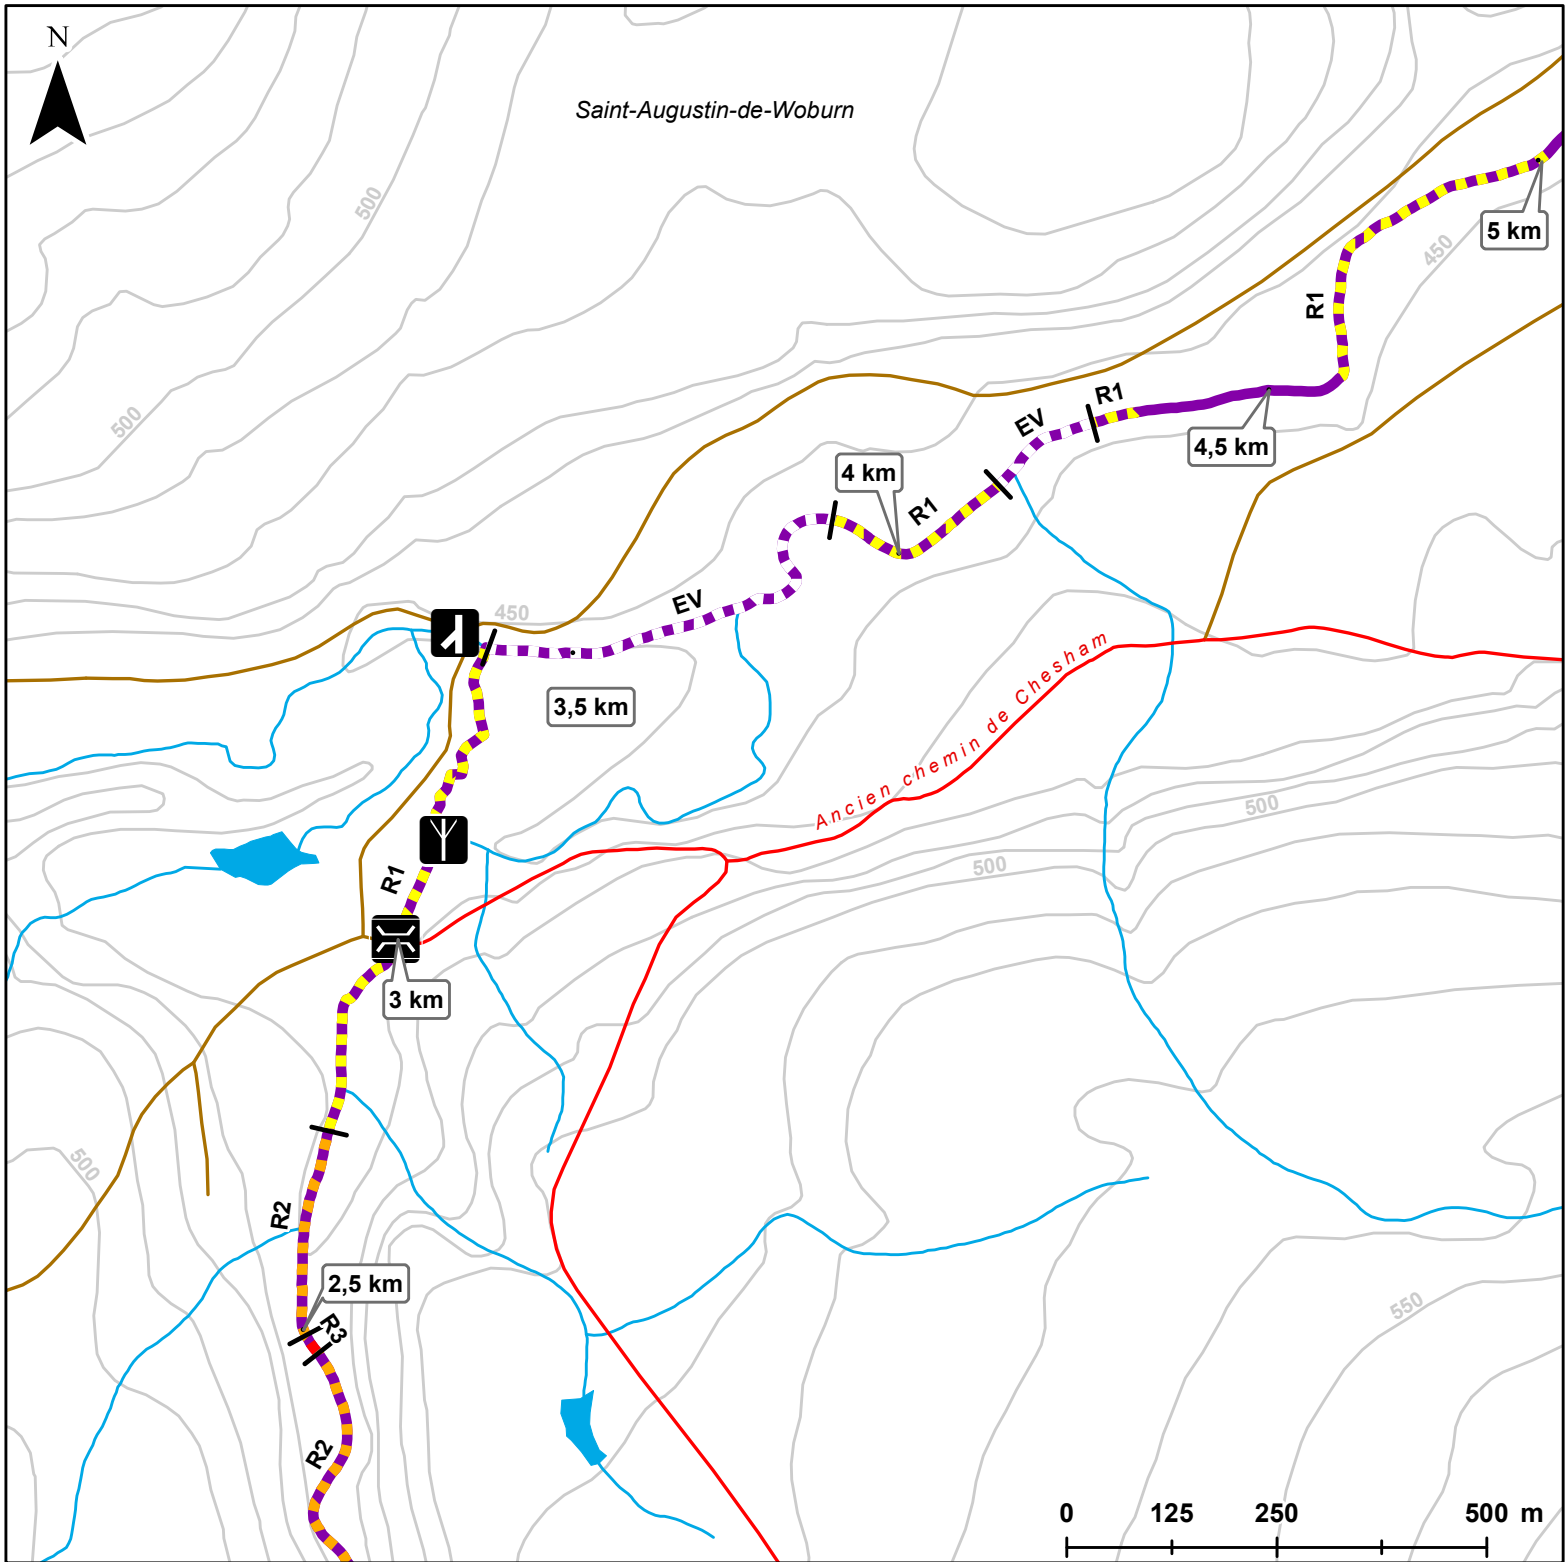 N
Saint-Augustin-de-Woburn
500
5 km
450
R1
500
R1
EV
4,5 km
4 km
R1
450
EV
3,5 km
Ancien chemin de Chesham
500
500
R1
3 km
500
R2
2,5 km
R3
550
R2
0 125 250 500 m